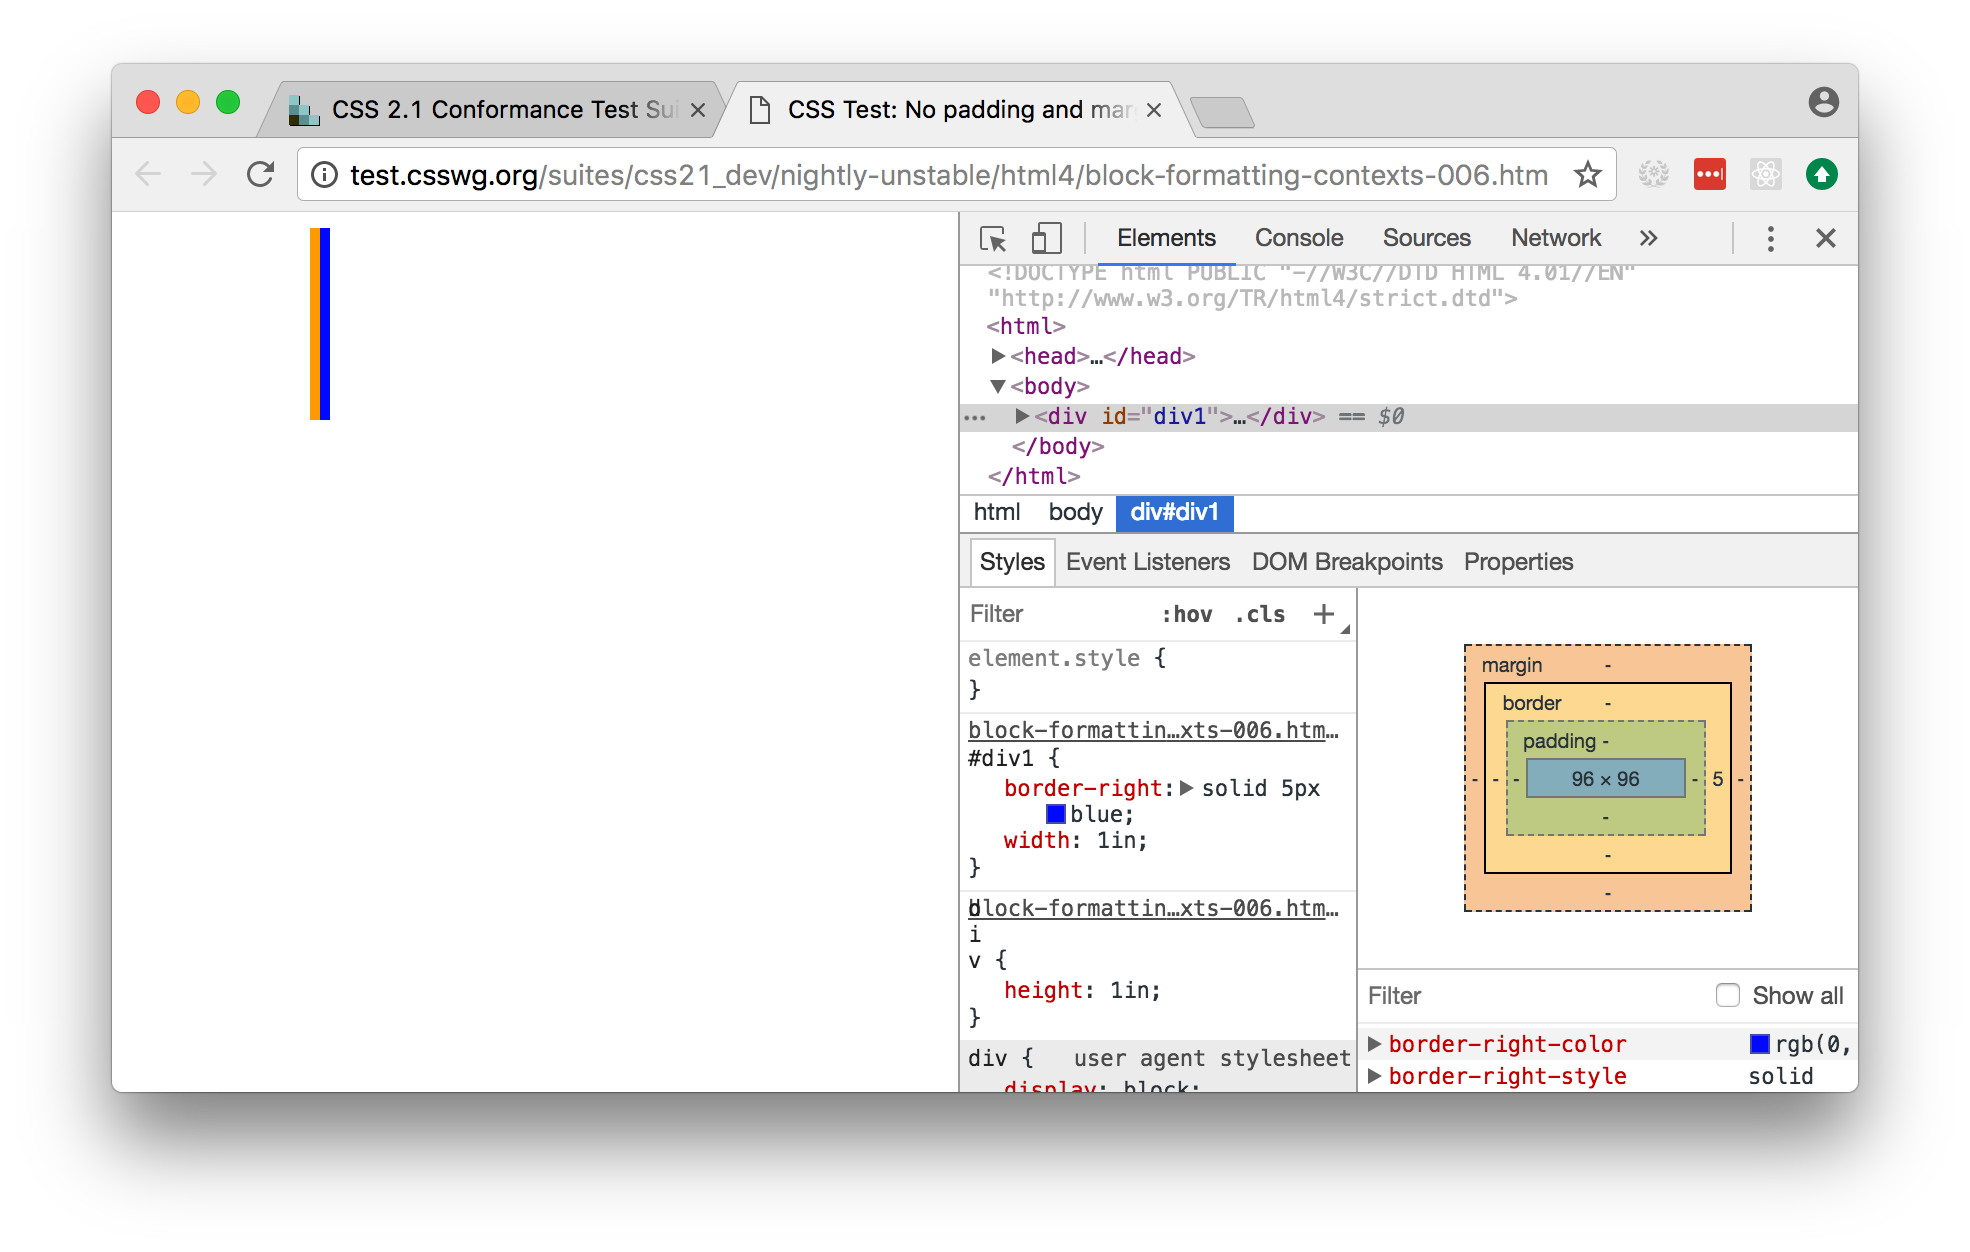 CSS 2.1 Conformance Test Sui
CSS Test: No padding and mar
test.csswg.org/suites/css21_dev/nightly-unstable/html4/block-formatting-contexts-006.htm
Elements Console Sources Network »
<!DOCTYPE html PUBLIC "-//W3C//DTD HTML 4.01//EN"
"http://www.w3.org/TR/html4/strict.dtd">
<html>
▶<head>…</head>
▼<body>
… ▶<div id="div1">…</div> == $0
</body>
</html>
html body div#div1
Styles Event Listeners DOM Breakpoints Properties
Filter :hov .cls +
element.style {
}
block-formattin…xts-006.htm…
#div1 {
border-right:▶solid 5px
blue;
width: 1in;
}
block-formattin…xts-006.htm…
div {
height: 1in;
}
div { user agent stylesheet
display: block;
margin -
border -
padding -
- - - 96 × 96 - 5 -
-
-
-
Filter Show all
▶border-right-color rgb(0,
▶border-right-style solid